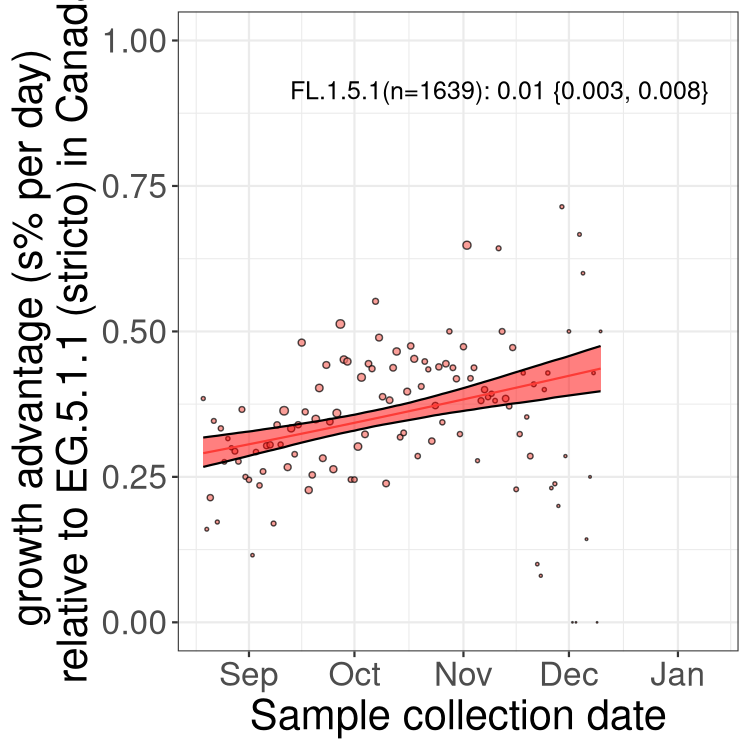 growth advantage (s% per day)
relative to EG.5.1.1 (stricto) in Canada
1.00
0.75
0.50
0.25
0.00
FL.1.5.1(n=1639): 0.01 {0.003, 0.008}
Sep Oct Nov Dec Jan
Sample collection date